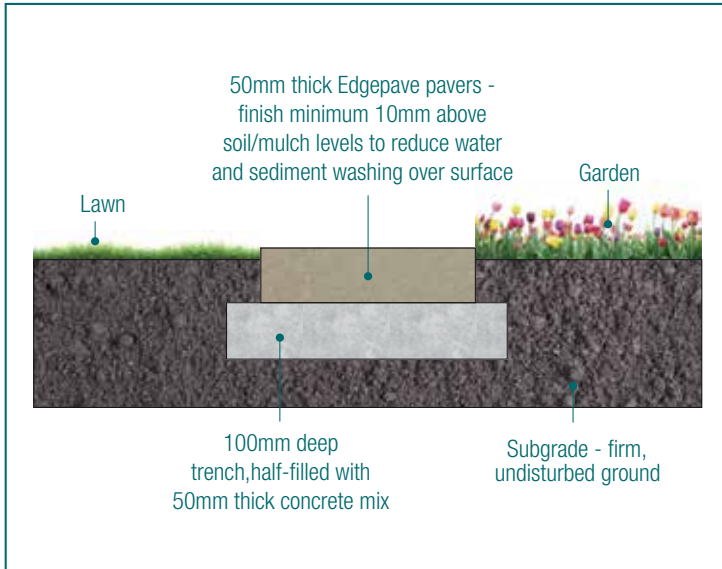 50mm thick Edgepave pavers -
finish minimum 10mm above
soil/mulch levels to reduce water
and sediment washing over surface
Lawn
Garden
100mm deep
trench,half-filled with
50mm thick concrete mix
Subgrade - firm,
undisturbed ground